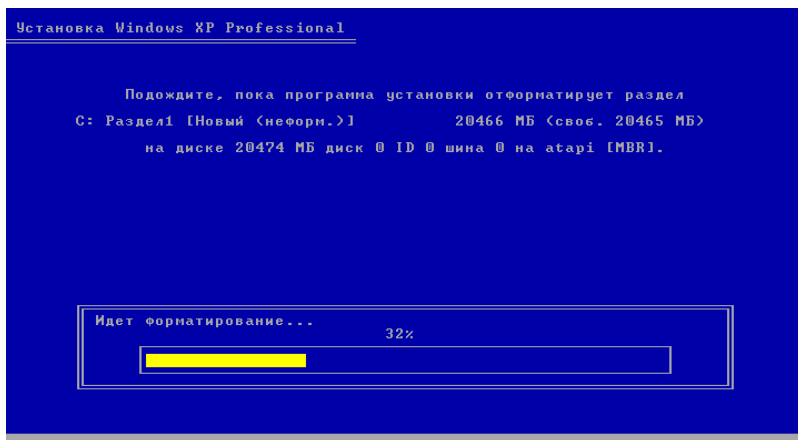 Установка Windows XP Professional
Подождите, пока программа установки отформатирует раздел
C: Раздел1 [Новый (неформ.)] 20466 МБ (своб. 20465 МБ)
на диске 20474 МБ диск 0 ID 0 шина 0 на atapi [MBR].
Идет форматирование...
32%